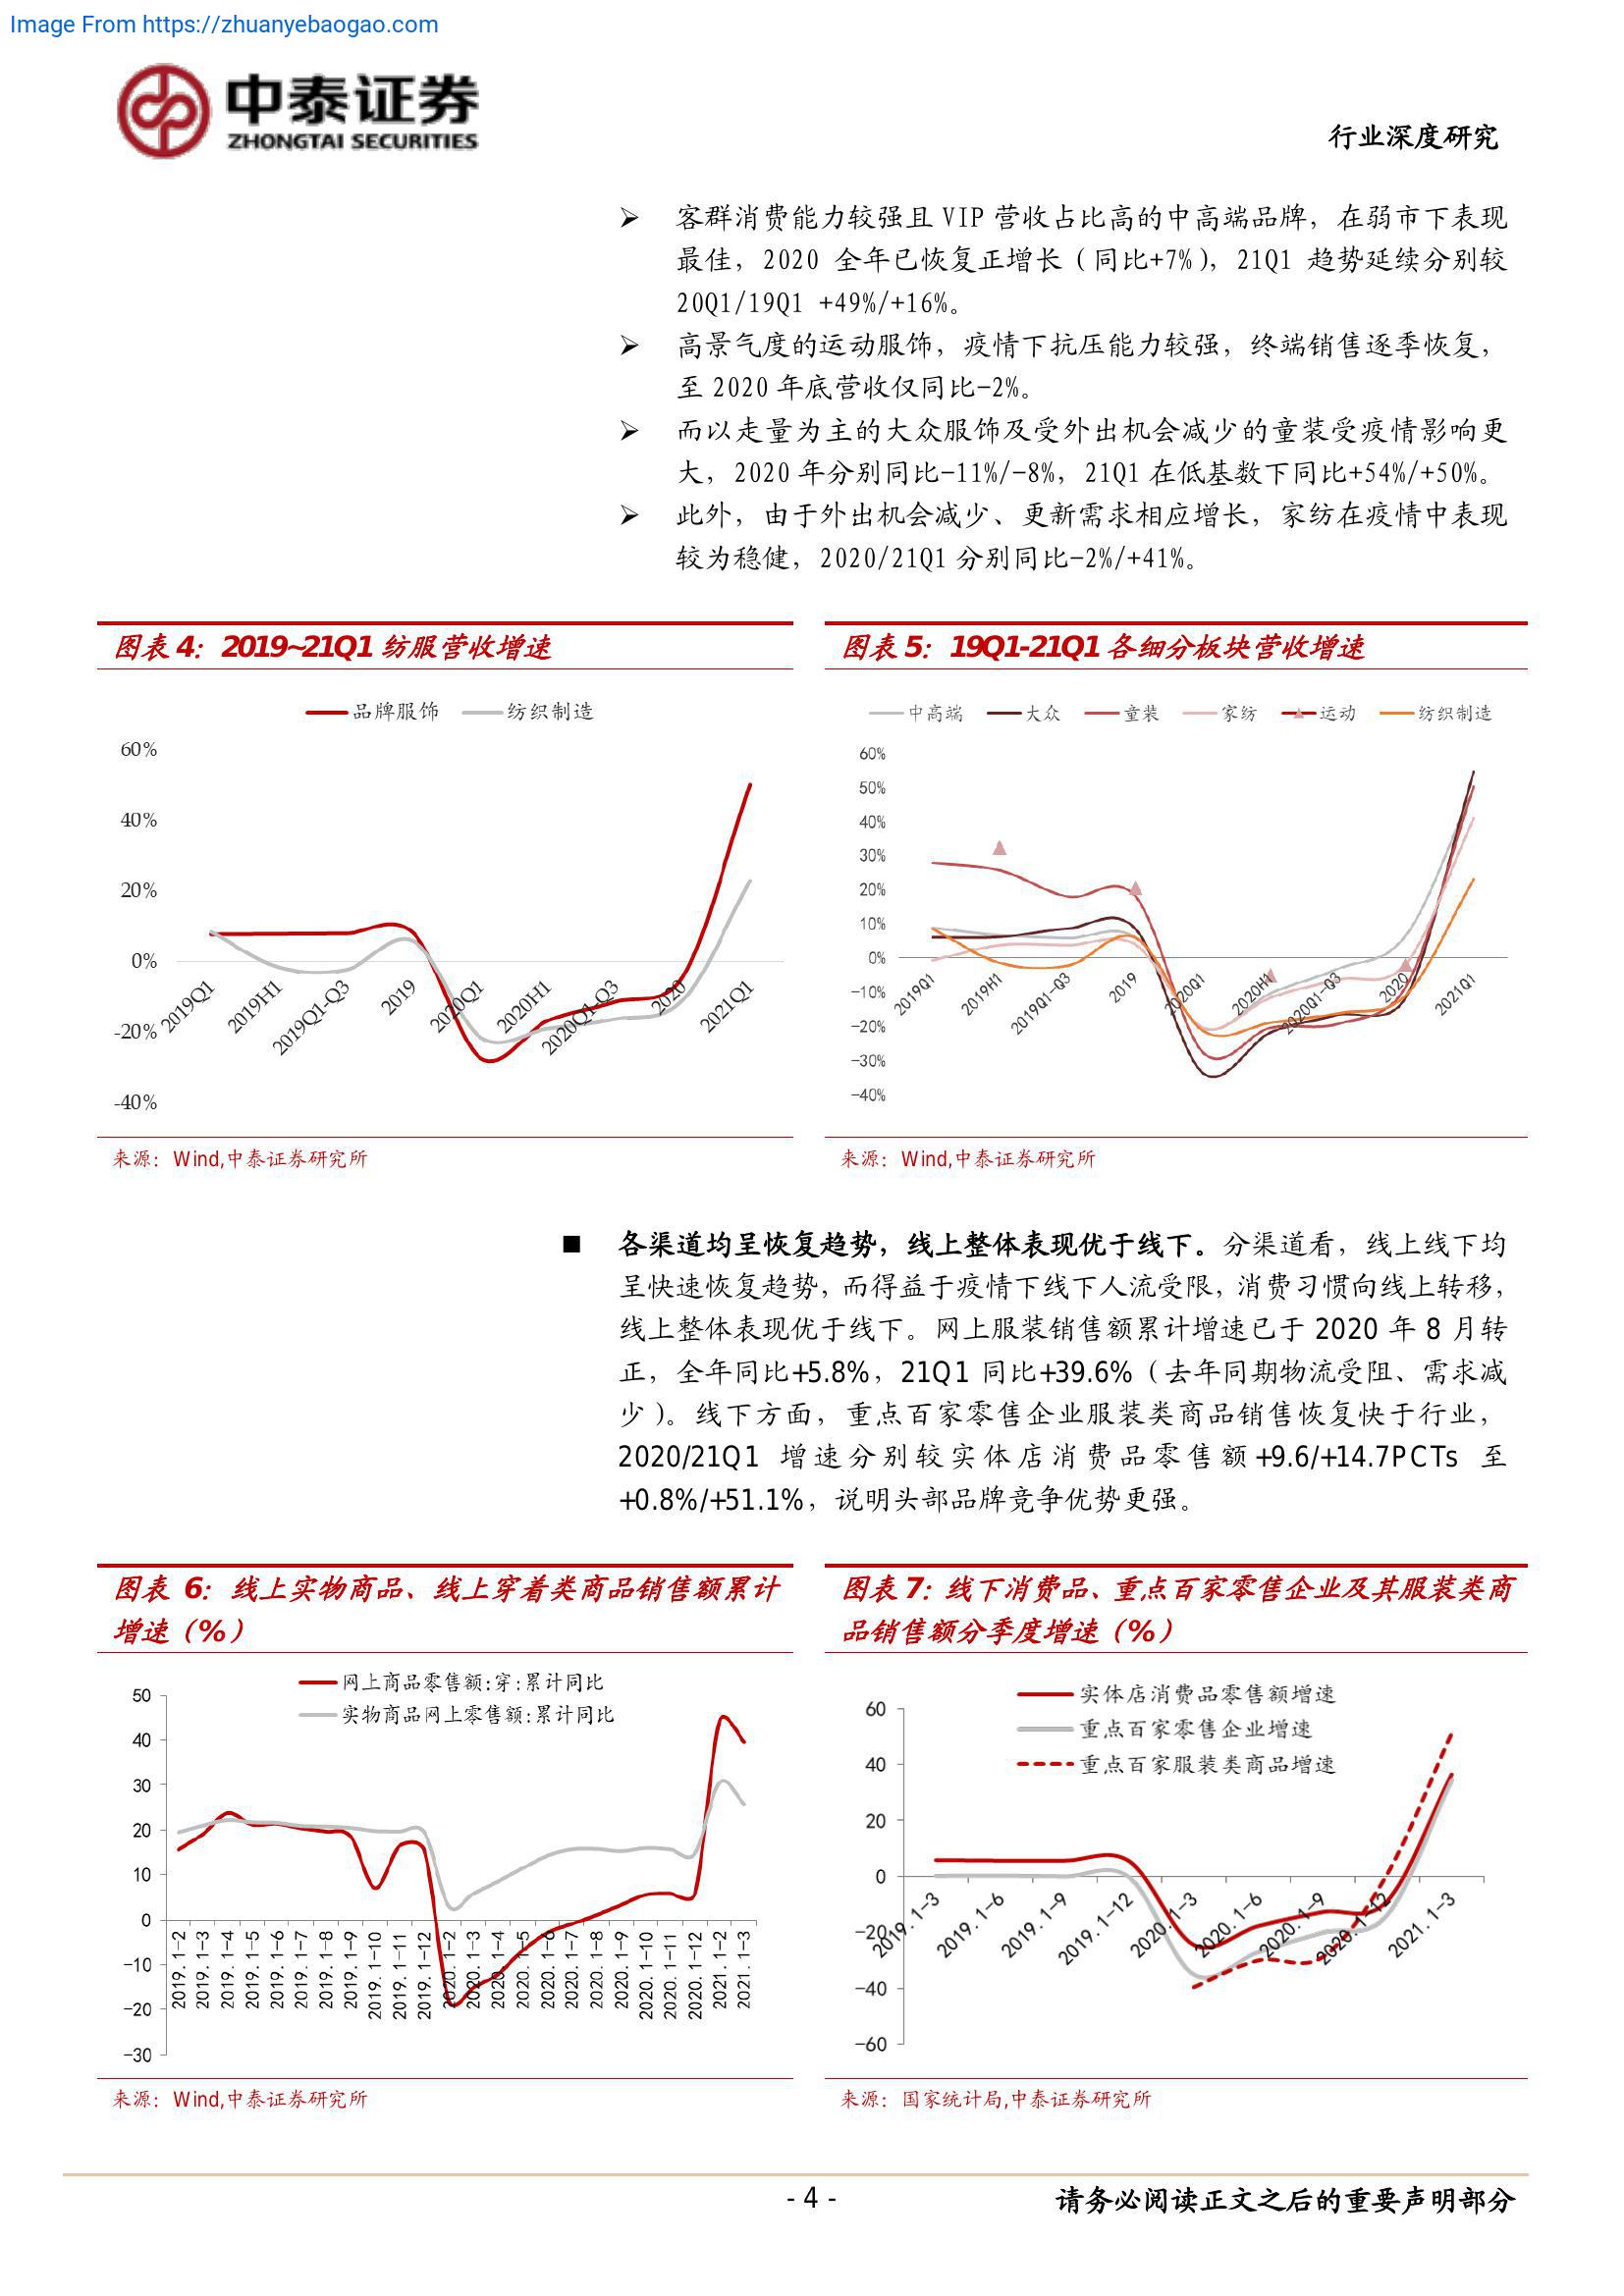 Image From https://zhuanyebaogao.com
中泰证券
ZHONGTAI SECURITIES
行业深度研究
➢ 客群消费能力较强且 VIP 营收占比高的中高端品牌，在弱市下表现
最佳，2020 全年已恢复正增长（同比+7%），21Q1 趋势延续分别较
20Q1/19Q1 +49%/+16%。
➢ 高景气度的运动服饰，疫情下抗压能力较强，终端销售逐季恢复，
至 2020 年底营收仅同比-2%。
➢ 而以走量为主的大众服饰及受外出机会减少的童装受疫情影响更
大，2020 年分别同比-11%/-8%，21Q1 在低基数下同比+54%/+50%。
➢ 此外，由于外出机会减少、更新需求相应增长，家纺在疫情中表现
较为稳健，2020/21Q1 分别同比-2%/+41%。
图表 4：2019~21Q1 纺服营收增速
品牌服饰 纺织制造
60%
40%
20%
0%
-20%
-40%
2019Q1 2019H1 2019Q1-Q3 2019 2020Q1 2020H1 2020Q1-Q3 2020 2021Q1
来源：Wind,中泰证券研究所
图表 5：19Q1-21Q1 各细分板块营收增速
中高端 大众 童装 家纺 运动 纺织制造
60%
50%
40%
30%
20%
10%
0%
-10%
-20%
-30%
-40%
2019Q1 2019H1 2019Q1-Q3 2019 2020Q1 2020H1 2020Q1-Q3 2020 2021Q1
来源：Wind,中泰证券研究所
■ 各渠道均呈恢复趋势，线上整体表现优于线下。分渠道看，线上线下均
呈快速恢复趋势，而得益于疫情下线下人流受限，消费习惯向线上转移，
线上整体表现优于线下。网上服装销售额累计增速已于 2020 年 8 月转
正，全年同比+5.8%，21Q1 同比+39.6%（去年同期物流受阻、需求减
少）。线下方面，重点百家零售企业服装类商品销售恢复快于行业，
2020/21Q1 增速分别较实体店消费品零售额+9.6/+14.7PCTs 至
+0.8%/+51.1%，说明头部品牌竞争优势更强。
图表 6：线上实物商品、线上穿着类商品销售额累计
增速（%）
网上商品零售额:穿:累计同比
实物商品网上零售额:累计同比
50
40
30
20
10
0
-10
-20
-30
2019.1-2 2019.1-3 2019.1-4 2019.1-5 2019.1-6 2019.1-7 2019.1-8 2019.1-9 2019.1-10 2019.1-11 2019.1-12 2020.1-2 2020.1-3 2020.1-4 2020.1-5 2020.1-6 2020.1-7 2020.1-8 2020.1-9 2020.1-10 2020.1-11 2020.1-12 2021.1-2 2021.1-3
来源：Wind,中泰证券研究所
图表 7：线下消费品、重点百家零售企业及其服装类商
品销售额分季度增速（%）
实体店消费品零售额增速
重点百家零售企业增速
重点百家服装类商品增速
60
40
20
0
-20
-40
-60
2019.1-3 2019.1-6 2019.1-9 2019.1-12 2020.1-3 2020.1-6 2020.1-9 2020.1-12 2021.1-3
来源：国家统计局,中泰证券研究所
- 4 -
请务必阅读正文之后的重要声明部分